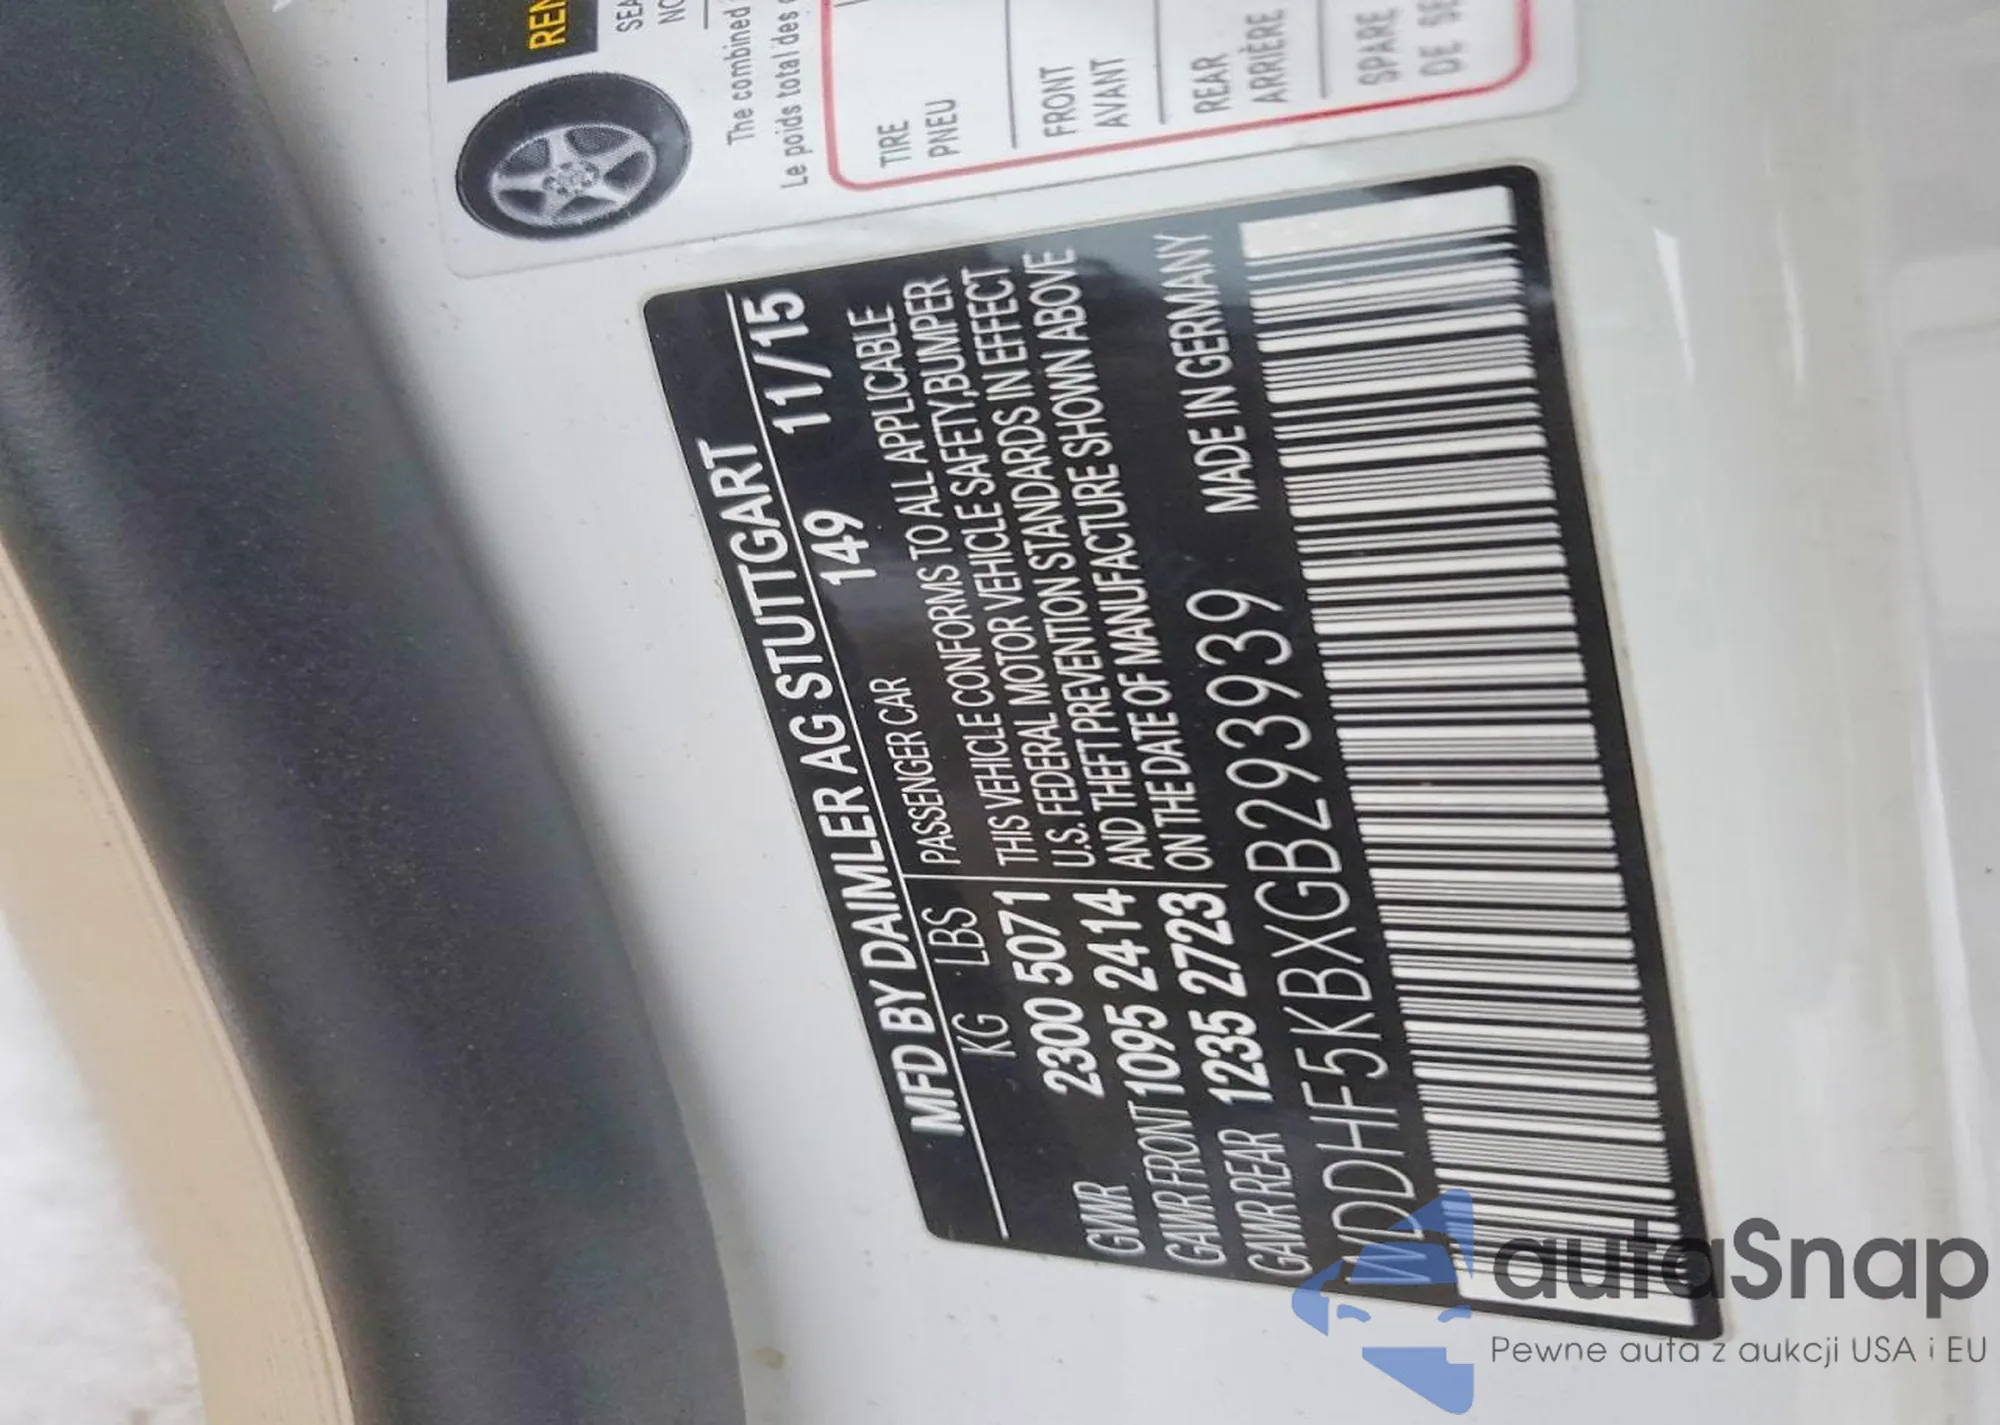 MFD BY DAIMLER AG STUTTGART
KG LBS 149 11/15
GVWR 2300 5071
GAWR FRONT 1095 2414
GAWR REAR 1235 2723
PASSENGER CAR
THIS VEHICLE CONFORMS TO ALL APPLICABLE
U.S. FEDERAL MOTOR VEHICLE SAFETY,BUMPER
AND THEFT PREVENTION STANDARDS IN EFFECT
ON THE DATE OF MANUFACTURE SHOWN ABOVE
MADE IN GERMANY
WDDHF5KBXGB293939
The combined
Le poids total des
TIRE
PNEU
FRONT
AVANT
REAR
ARRIÈRE
SPARE
DE
autaSnap
Pewne auta z aukcji USA i EU